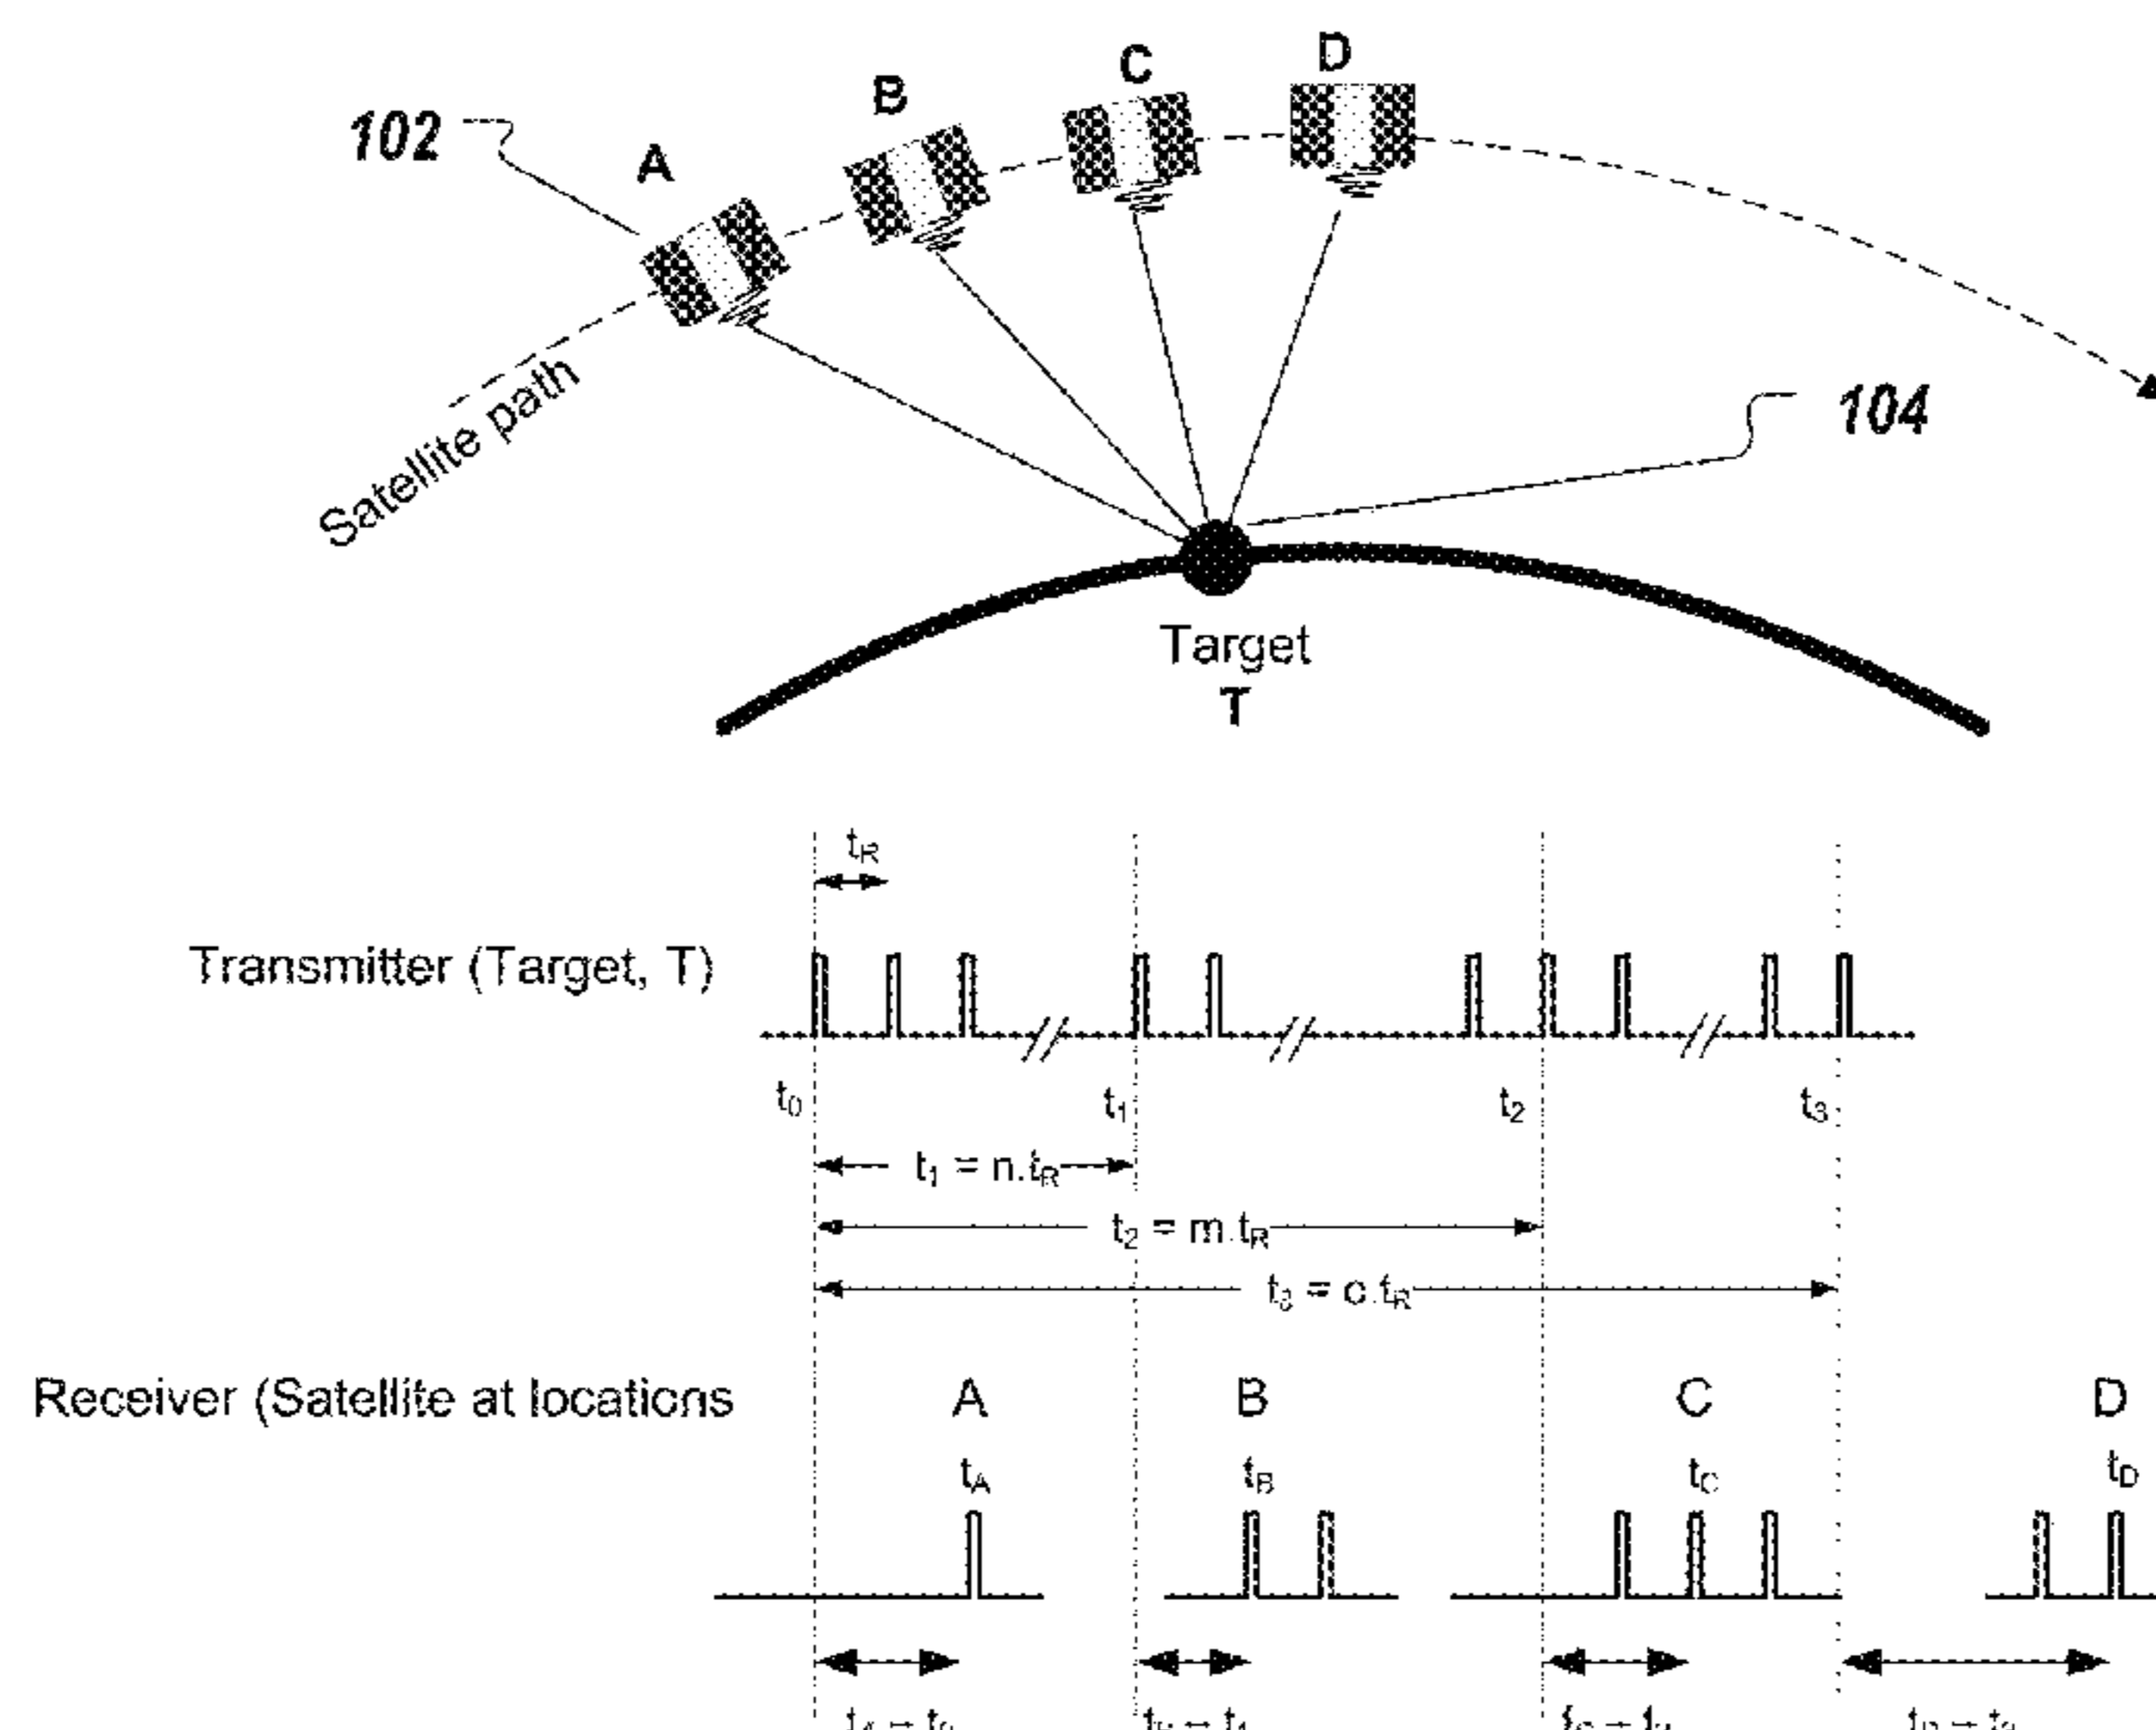 102
A
B
C
D
Satellite path
104
Target
T
tR
Transmitter (Target, T)
t0
t1
t2
t3
t1 = n.tR
t2 = m.tR
t3 = o.tR
Receiver (Satellite at locations
A
B
C
D
tA
tB
tC
tD